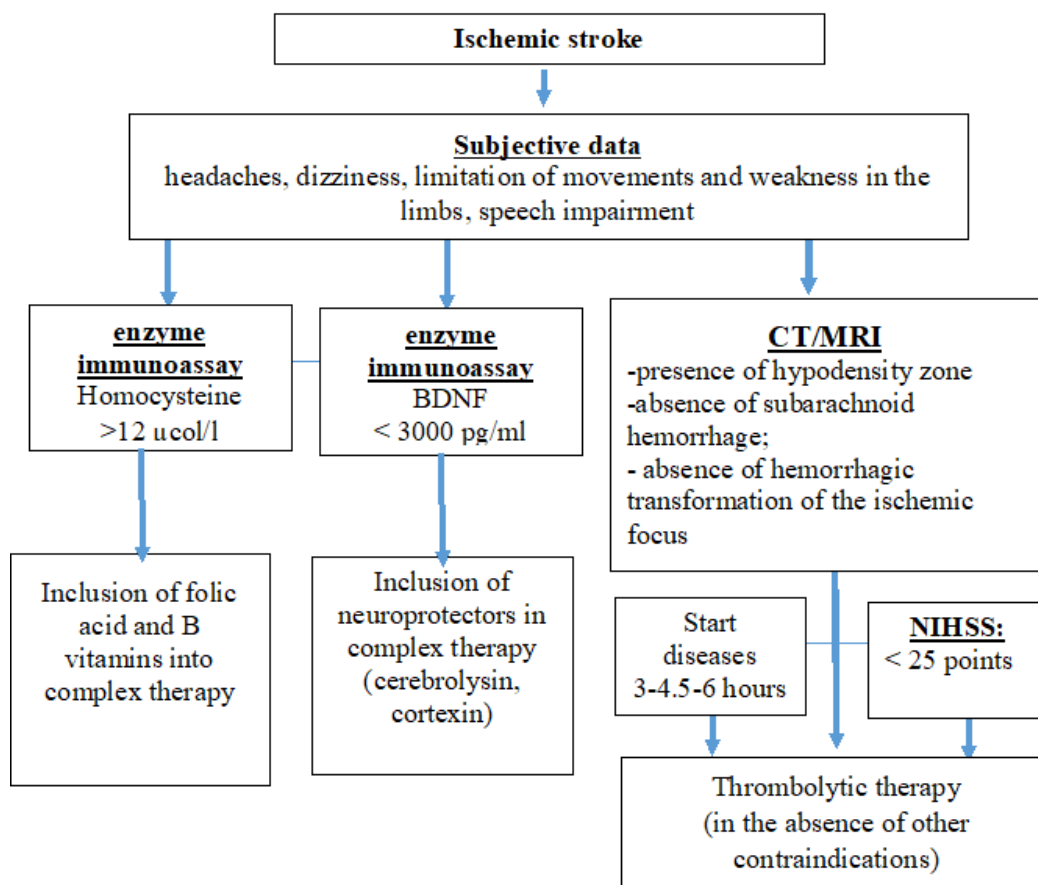 Ischemic stroke
Subjective data
headaches, dizziness, limitation of movements and weakness in the
limbs, speech impairment
enzyme
immunoassay
Homocysteine
>12 µcol/l
enzyme
immunoassay
BDNF
< 3000 pg/ml
CT/MRI
-presence of hypodensity zone
-absence of subarachnoid
hemorrhage;
- absence of hemorrhagic
transformation of the ischemic
focus
Inclusion of folic
acid and B
vitamins into
complex therapy
Inclusion of
neuroprotectors in
complex therapy
(cerebrolysin,
cortexin)
Start
diseases
3-4.5-6 hours
NIHSS:
< 25 points
Thrombolytic therapy
(in the absence of other
contraindications)